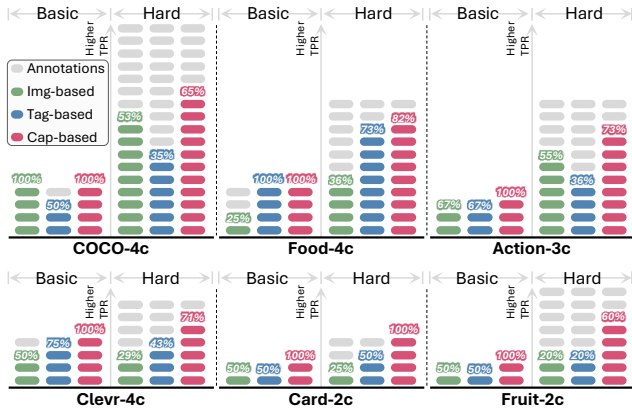 Basic Hard Basic Hard Basic Hard
Higher TPR Higher TPR Higher TPR
Annotations
Img-based
Tag-based
Cap-based
100% 50% 100% 53% 35% 65%
25% 100% 100% 36% 73% 82%
67% 67% 100% 55% 36% 73%
COCO-4c Food-4c Action-3c
Basic Hard Basic Hard Basic Hard
Higher TPR Higher TPR Higher TPR
50% 75% 100% 29% 43% 71%
50% 50% 100% 25% 50% 100%
50% 50% 100% 20% 20% 60%
Clevr-4c Card-2c Fruit-2c